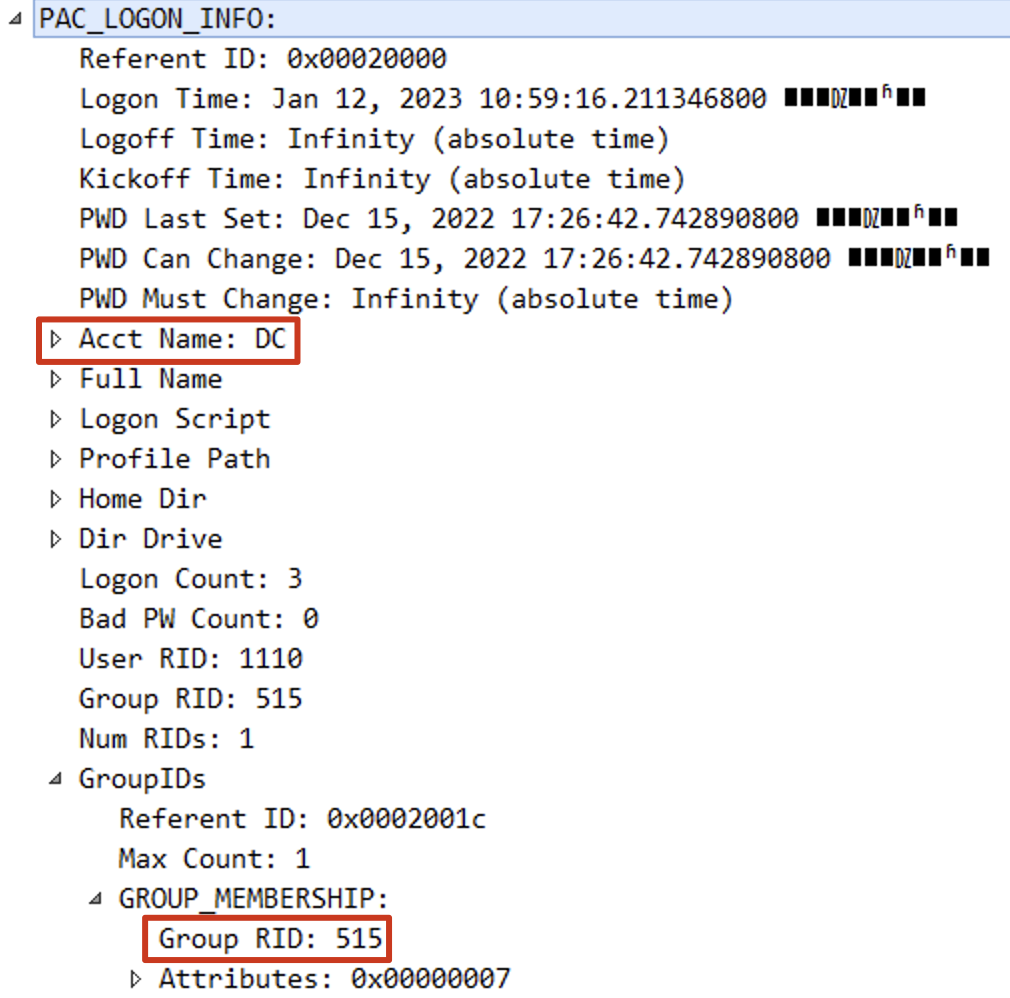 PAC_LOGON_INFO:
Referent ID: 0x00020000
Logon Time: Jan 12, 2023 10:59:16.211346800
Logoff Time: Infinity (absolute time)
Kickoff Time: Infinity (absolute time)
PWD Last Set: Dec 15, 2022 17:26:42.742890800
PWD Can Change: Dec 15, 2022 17:26:42.742890800
PWD Must Change: Infinity (absolute time)
Acct Name: DC
Full Name
Logon Script
Profile Path
Home Dir
Dir Drive
Logon Count: 3
Bad PW Count: 0
User RID: 1110
Group RID: 515
Num RIDs: 1
GroupIDs
Referent ID: 0x0002001c
Max Count: 1
GROUP_MEMBERSHIP:
Group RID: 515
Attributes: 0x00000007